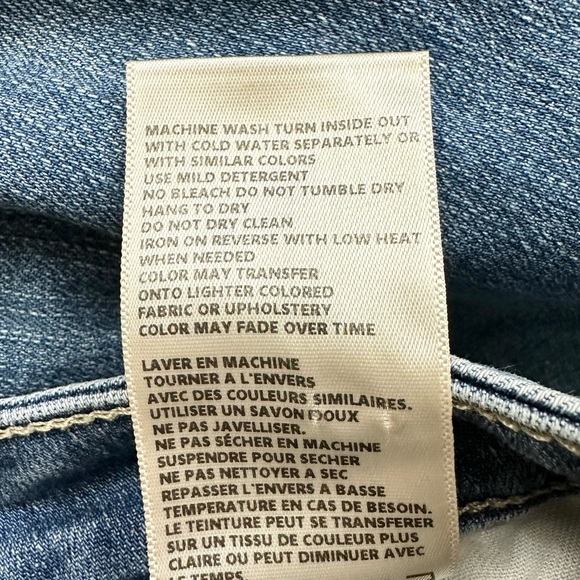 MACHINE WASH TURN INSIDE OUT
WITH COLD WATER SEPARATELY OR
WITH SIMILAR COLORS
USE MILD DETERGENT
NO BLEACH DO NOT TUMBLE DRY
HANG TO DRY
DO NOT DRY CLEAN
IRON ON REVERSE WITH LOW HEAT
WHEN NEEDED
COLOR MAY TRANSFER
ONTO LIGHTER COLORED
FABRIC OR UPHOLSTERY
COLOR MAY FADE OVER TIME
LAVER EN MACHINE
TOURNER A L'ENVERS
AVEC DES COULEURS SIMILAIRES.
UTILISER UN SAVON DOUX
NE PAS JAVELLISER.
NE PAS SÉCHER EN MACHINE
SUSPENDRE POUR SECHER
NE PAS NETTOYER A SEC
REPASSER L'ENVERS A BASSE
TEMPERATURE EN CAS DE BESOIN.
LE TEINTURE PEUT SE TRANSFERER
SUR UN TISSU DE COULEUR PLUS
CLAIRE OU PEUT DIMINUER AVEC
LE TEMPS